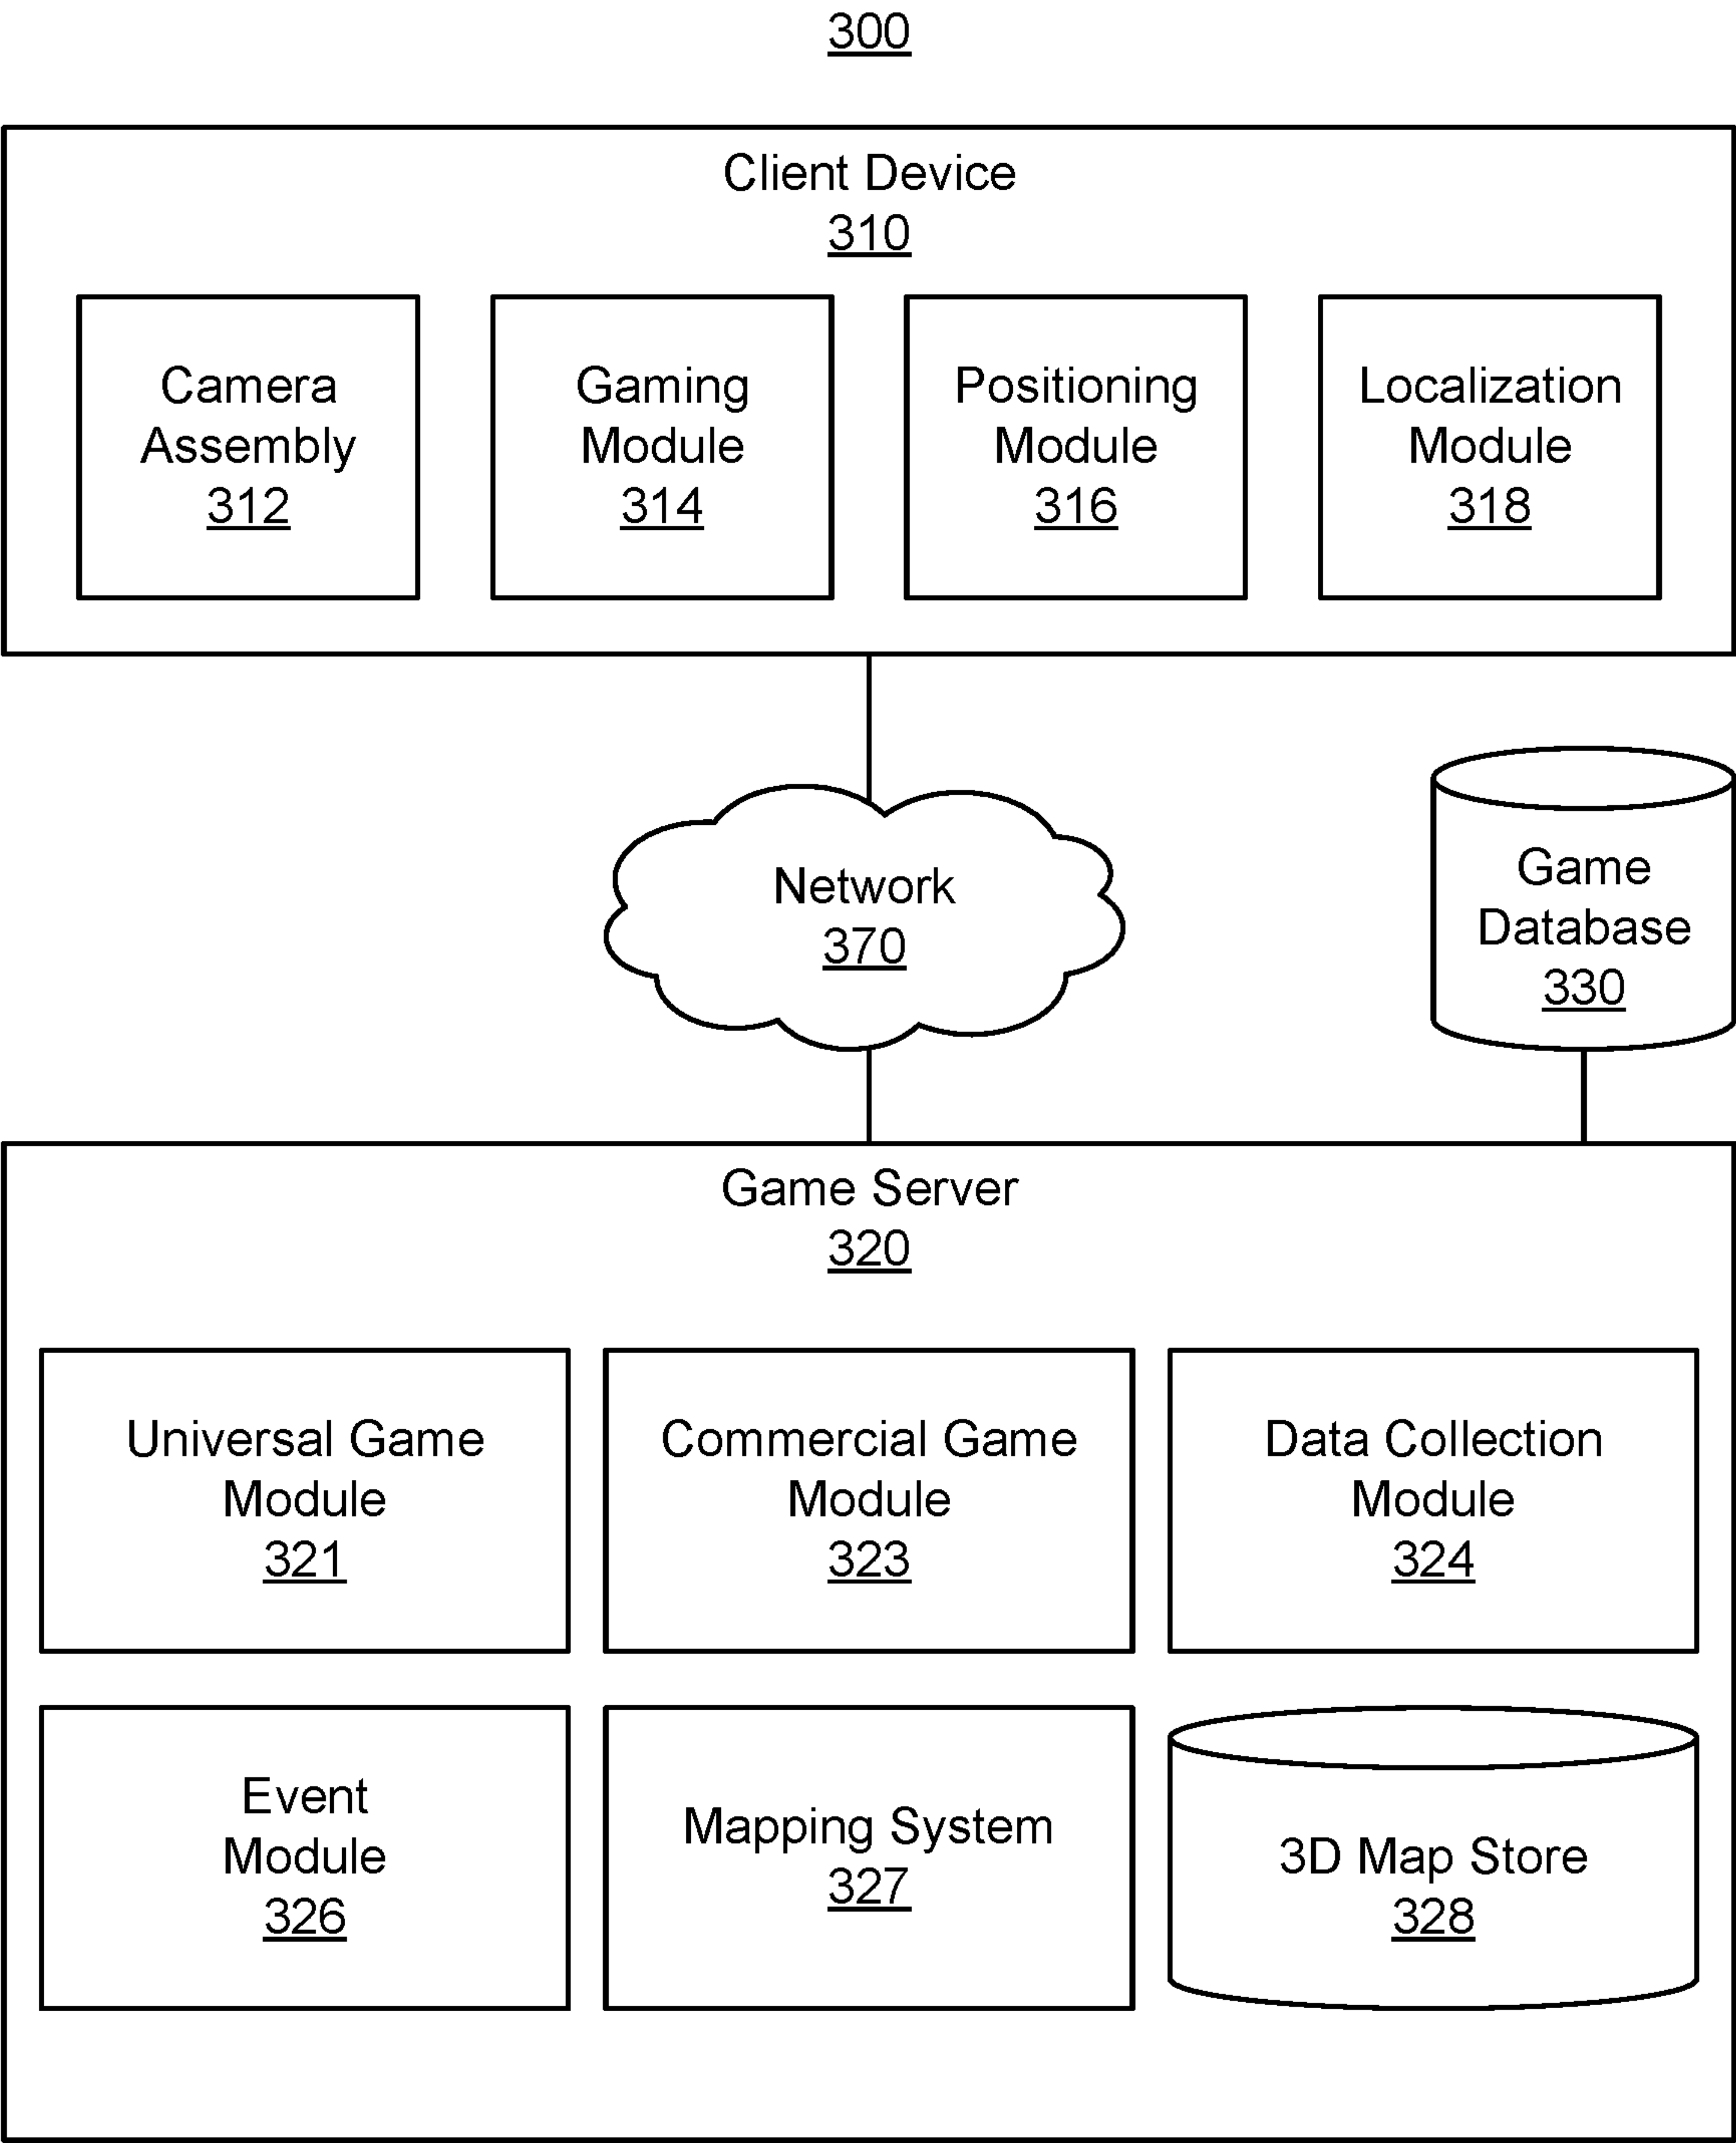 300
Client Device
310
Camera
Assembly
312
Gaming
Module
314
Positioning
Module
316
Localization
Module
318
Network
370
Game
Database
330
Game Server
320
Universal Game
Module
321
Commercial Game
Module
323
Data Collection
Module
324
Event
Module
326
Mapping System
327
3D Map Store
328